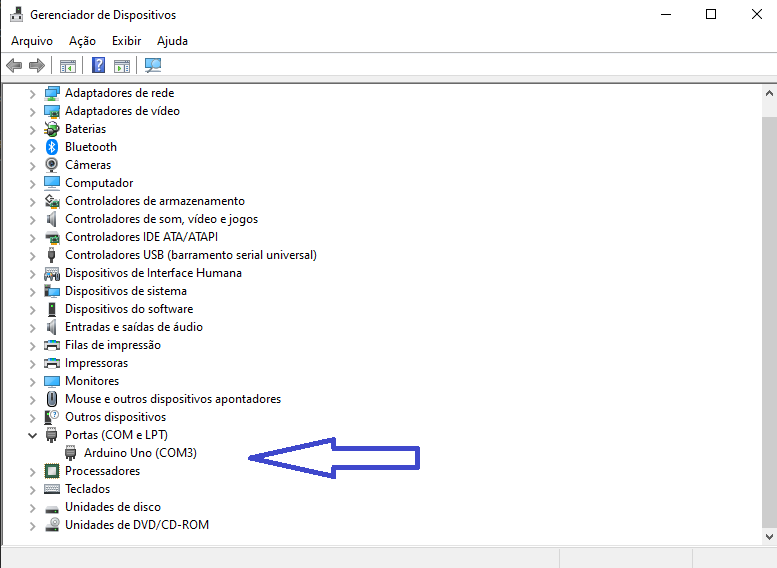 Gerenciador de Dispositivos
Arquivo Ação Exibir Ajuda
Adaptadores de rede
Adaptadores de vídeo
Baterias
Bluetooth
Câmeras
Computador
Controladores de armazenamento
Controladores de som, vídeo e jogos
Controladores IDE ATA/ATAPI
Controladores USB (barramento serial universal)
Dispositivos de Interface Humana
Dispositivos de sistema
Dispositivos do software
Entradas e saídas de áudio
Filas de impressão
Impressoras
Monitores
Mouse e outros dispositivos apontadores
Outros dispositivos
Portas (COM e LPT)
Arduino Uno (COM3)
Processadores
Teclados
Unidades de disco
Unidades de DVD/CD-ROM